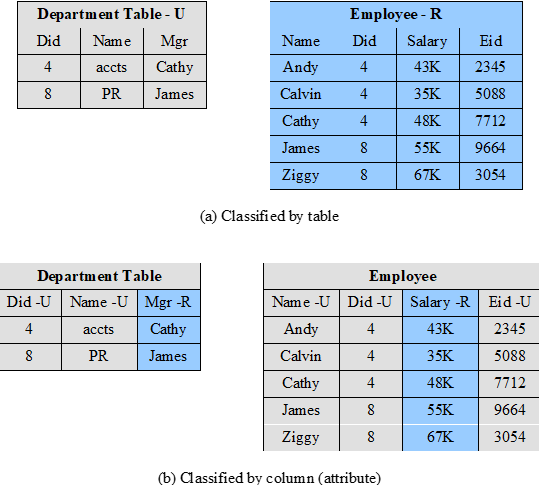 Department Table - U
Did Name Mgr
4 accts Cathy
8 PR James
Employee - R
Name Did Salary Eid
Andy 4 43K 2345
Calvin 4 35K 5088
Cathy 4 48K 7712
James 8 55K 9664
Ziggy 8 67K 3054
(a) Classified by table
Department Table
Did -U Name -U Mgr -R
4 accts Cathy
8 PR James
Employee
Name -U Did -U Salary -R Eid -U
Andy 4 43K 2345
Calvin 4 35K 5088
Cathy 4 48K 7712
James 8 55K 9664
Ziggy 8 67K 3054
(b) Classified by column (attribute)